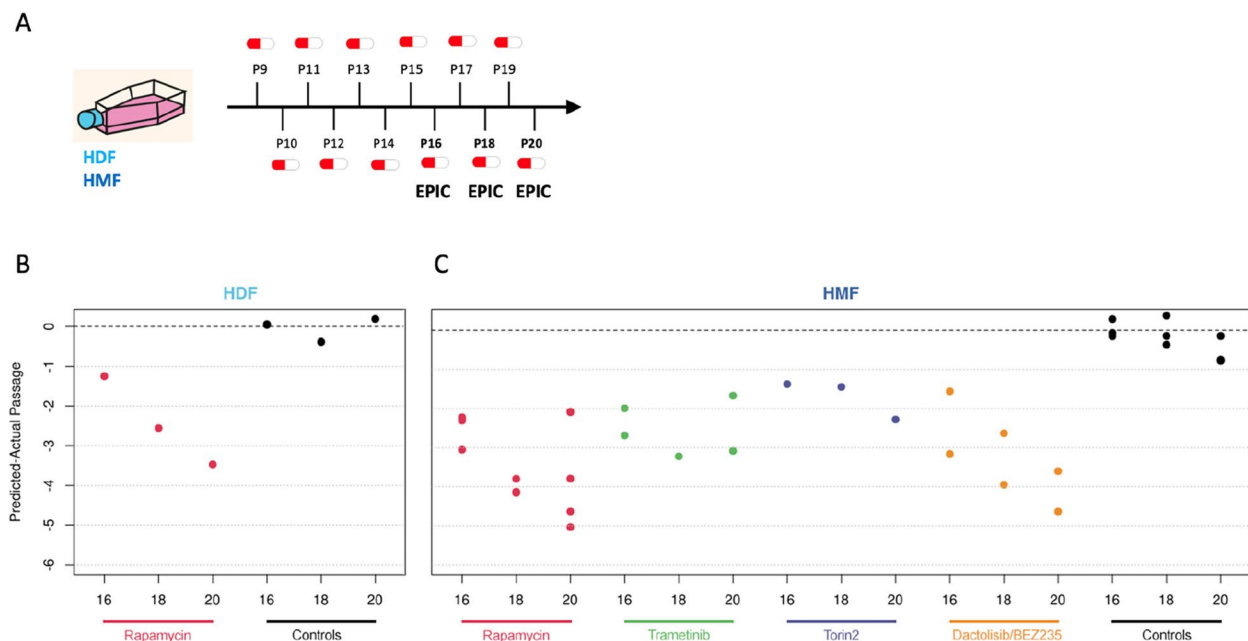 A
P9 P11 P13 P15 P17 P19
P10 P12 P14 P16 P18 P20
HDF
HMF
EPIC EPIC EPIC
B
C
HDF
HMF
Predicted-Actual Passage
0
-1
-2
-3
-4
-5
-6
16 18 20 16 18 20
16 18 20 16 18 20 16 18 20 16 18 20 16 18 20
Rapamycin Controls
Rapamycin Trametinib Torin2 Dactolisib/BEZ235 Controls